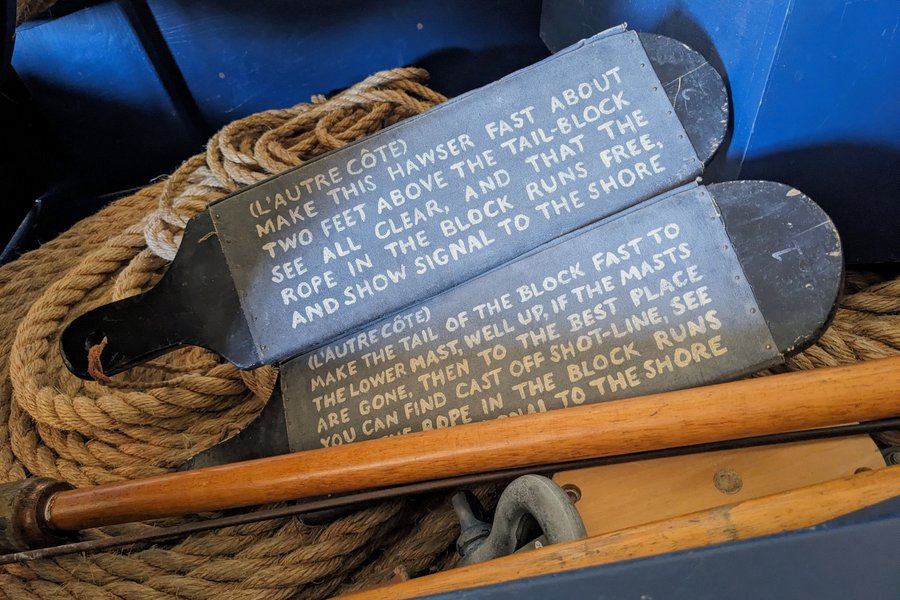 (L'AUTRE CÔTE)
MAKE THIS HAWSER FAST ABOUT
TWO FEET ABOVE THE TAIL-BLOCK
SEE ALL CLEAR, AND THAT THE
ROPE IN THE BLOCK RUNS FREE,
AND SHOW SIGNAL TO THE SHORE
(L'AUTRE CÔTE)
MAKE THE TAIL OF THE BLOCK FAST TO
THE LOWER MAST, WELL UP, IF THE MASTS
ARE GONE, THEN TO THE BEST PLACE
YOU CAN FIND CAST OFF SHOT-LINE, SEE
ROPE IN THE BLOCK RUNS
TO THE SHORE
1